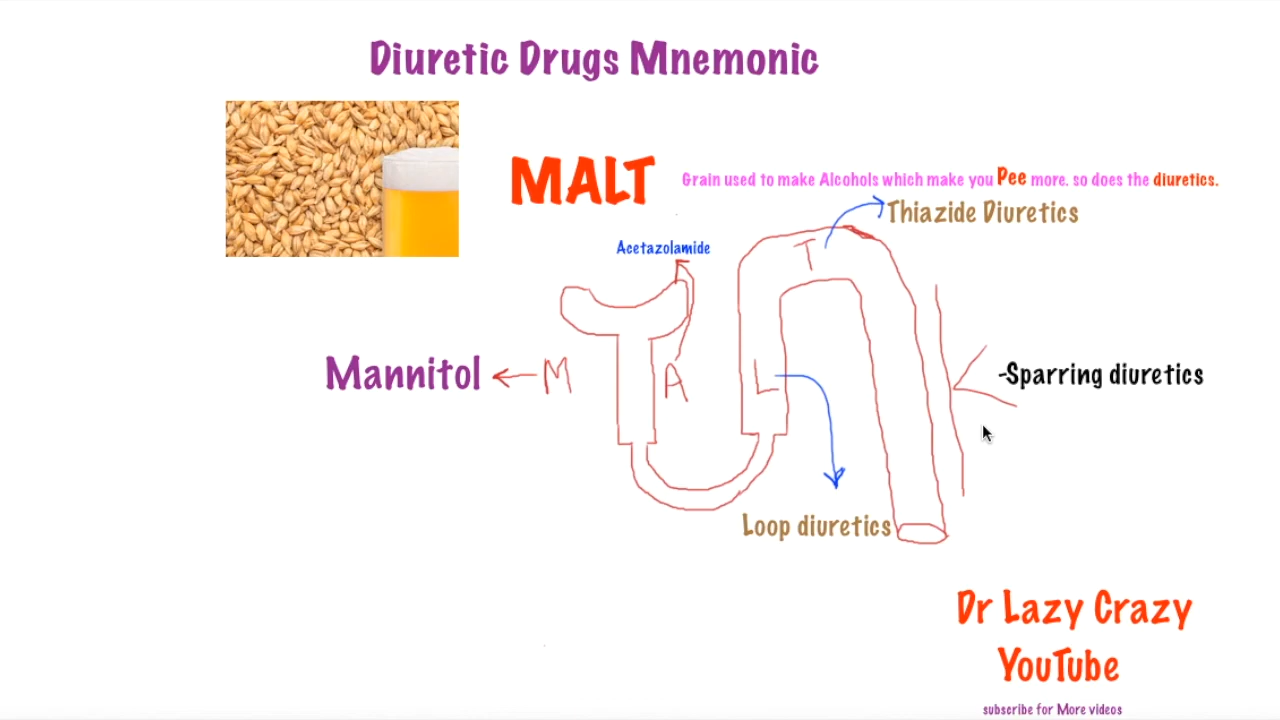 Diuretic Drugs Mnemonic
MALT
Grain used to make Alcohols which make you Pee more. so does the diuretics.
Thiazide Diuretics
Acetazolamide
T
Mannitol
M
A
L
K
-Sparring diuretics
Loop diuretics
Dr Lazy Crazy
YouTube
subscribe for More videos